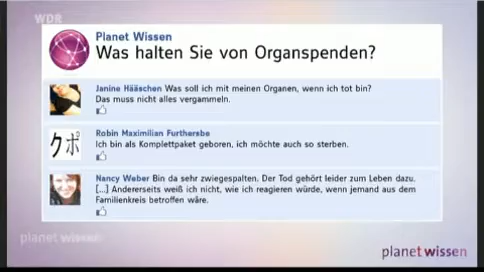 WDR
Planet Wissen
Was halten Sie von Organspenden?
Janine Hääschen Was soll ich mit meinen Organen, wenn ich tot bin?
Das muss nicht alles vergammeln.
クポ
Robin Maximilian Furthersbe
Ich bin als Komplettpaket geboren, ich möchte auch so sterben.
Nancy Weber Bin da sehr zwiegespalten. Der Tod gehört leider zum Leben dazu.
[...] Andererseits weiß ich nicht, wie ich reagieren würde, wenn jemand aus dem
Familienkreis betroffen wäre.
planet wissen
planet wissen